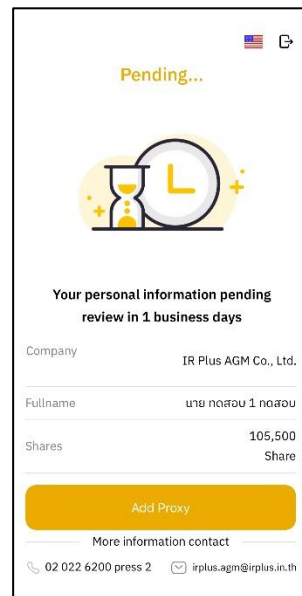 Pending...
Your personal information pending
review in 1 business days
Company
IR Plus AGM Co., Ltd.
Fullname
นาย ทดสอบ 1 ทดสอบ
Shares
105,500
Share
Add Proxy
More information contact
02 022 6200 press 2
irplus.agm@irplus.in.th